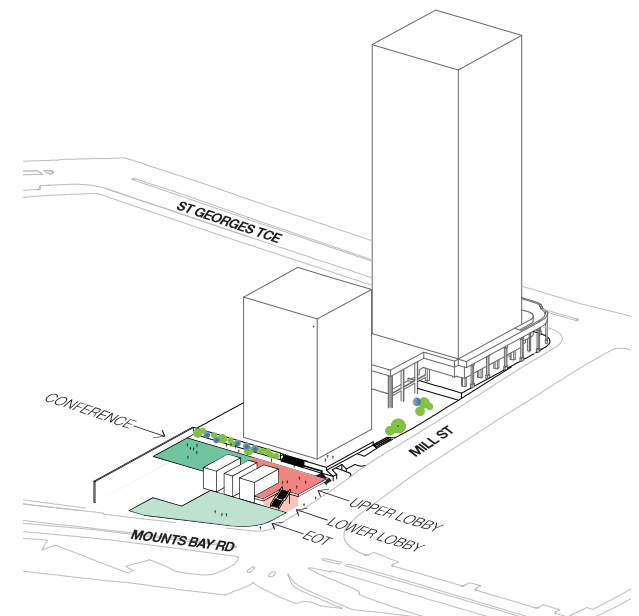 ST GEORGES TCE
CONFERENCE
MILL ST
UPPER LOBBY
LOWER LOBBY
EOT
MOUNTS BAY RD